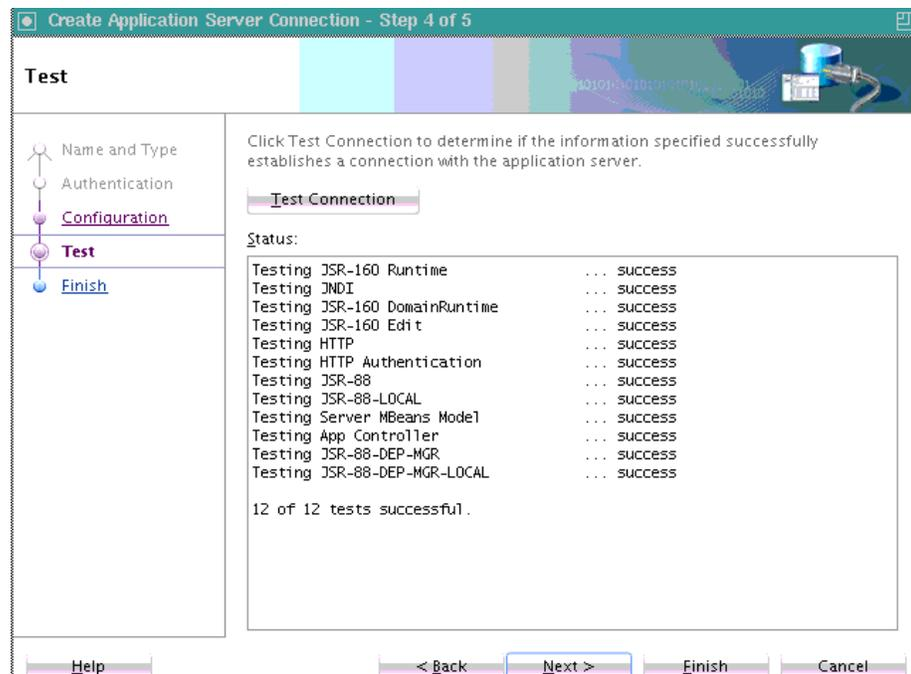 Create Application Server Connection - Step 4 of 5
Test
Name and Type
Authentication
Configuration
Test
Finish
Click Test Connection to determine if the information specified successfully
establishes a connection with the application server.
Test Connection
Status:
Testing JSR-160 Runtime ... success
Testing JNDI ... success
Testing JSR-160 DomainRuntime ... success
Testing JSR-160 Edit ... success
Testing HTTP ... success
Testing HTTP Authentication ... success
Testing JSR-88 ... success
Testing JSR-88-LOCAL ... success
Testing Server MBeans Model ... success
Testing App Controller ... success
Testing JSR-88-DEP-MGR ... success
Testing JSR-88-DEP-MGR-LOCAL ... success
12 of 12 tests successful.
Help
< Back
Next >
Finish
Cancel